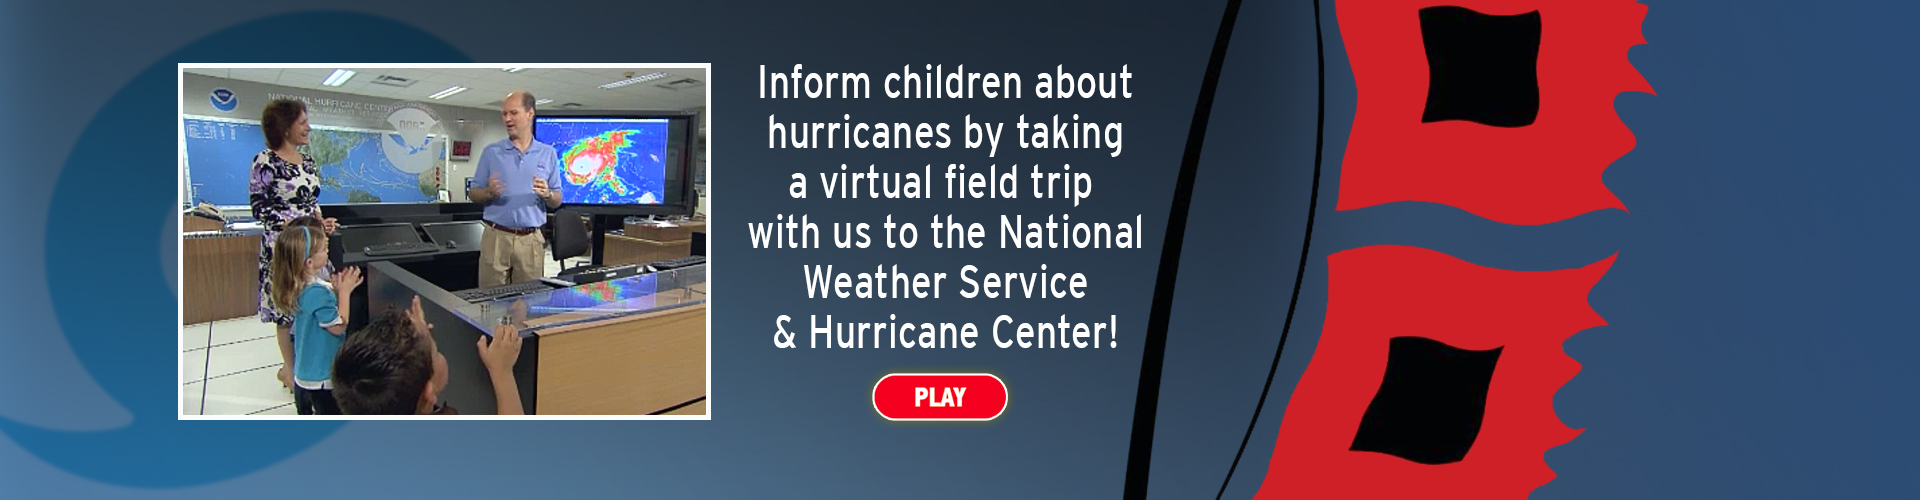 NATIONAL HURRICANE CENTER
Inform children about
hurricanes by taking
a virtual field trip
with us to the National
Weather Service
& Hurricane Center!
PLAY